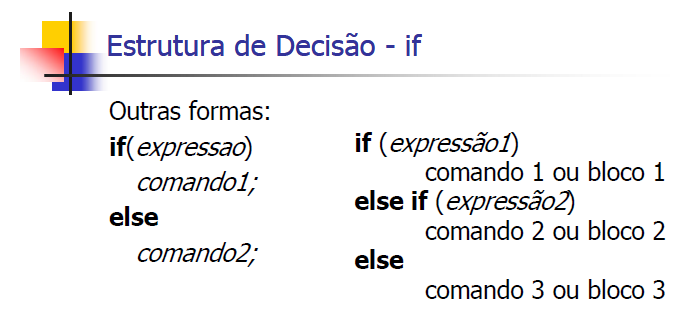 Estrutura de Decisão - if
Outras formas:
if(expressao)
comando1;
else
comando2;
if (expressão1)
comando 1 ou bloco 1
else if (expressão2)
comando 2 ou bloco 2
else
comando 3 ou bloco 3